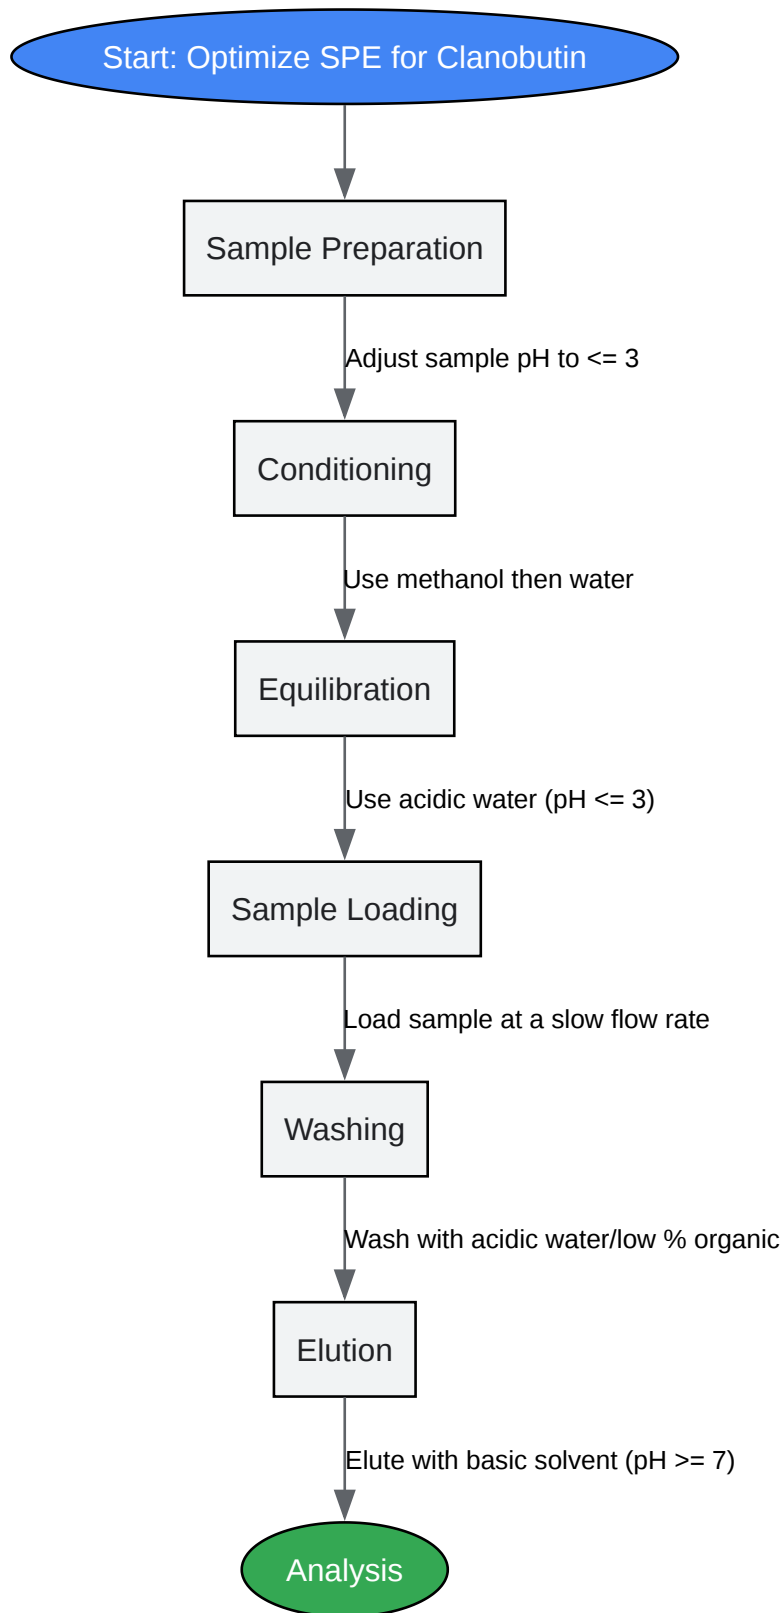 Start: Optimize SPE for Clanobutin
Sample Preparation
Adjust sample pH to <= 3
Conditioning
Use methanol then water
Equilibration
Use acidic water (pH <= 3)
Sample Loading
Load sample at a slow flow rate
Washing
Wash with acidic water/low % organic
Elution
Elute with basic solvent (pH >= 7)
Analysis